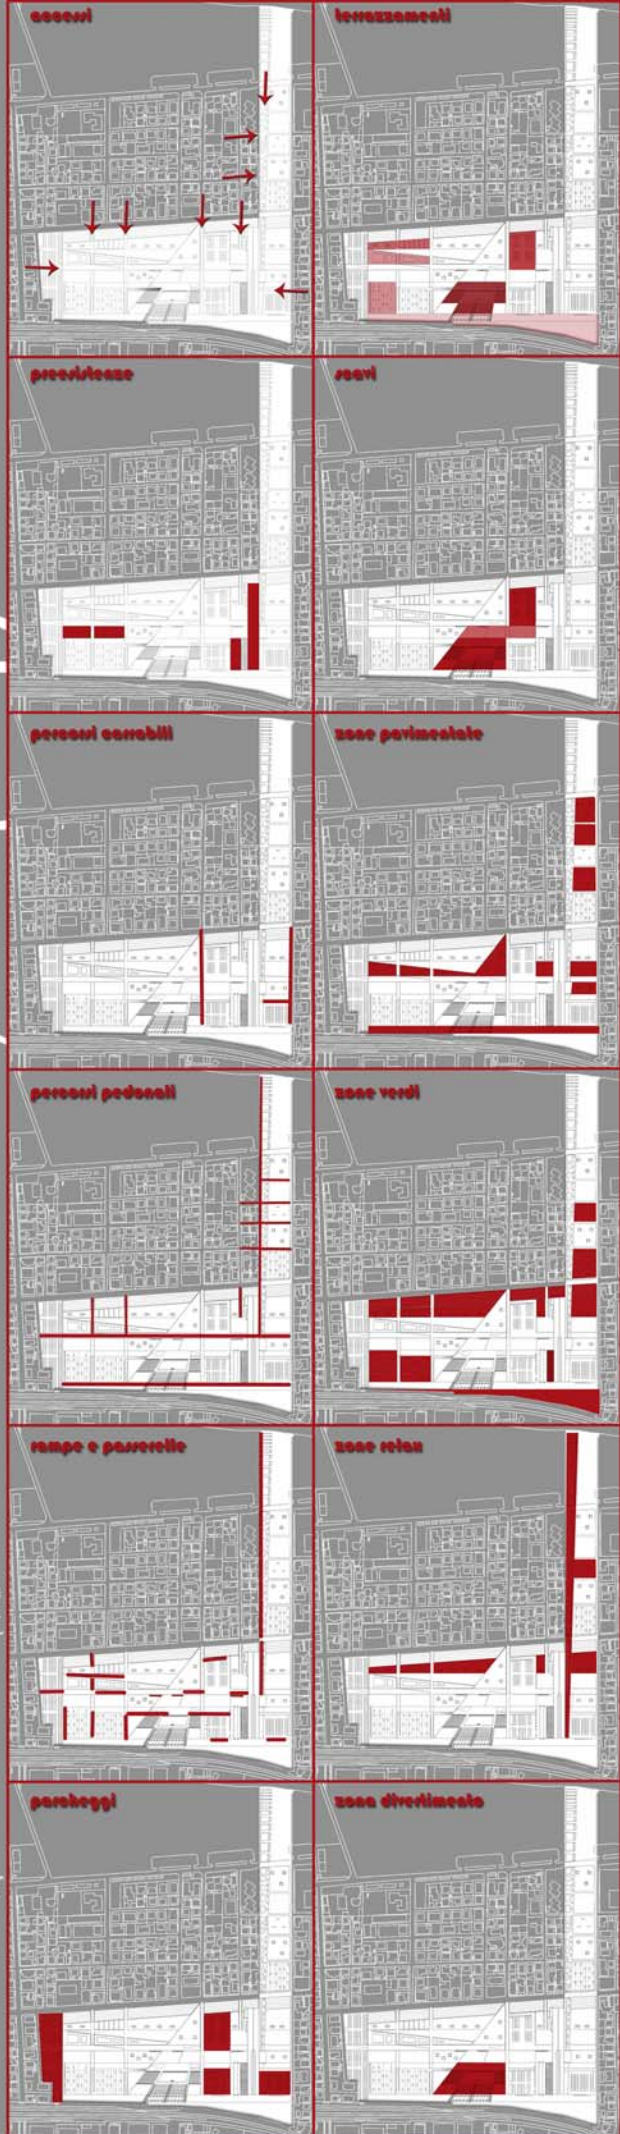 accessi
terrazzamenti
preesistenze
scavi
percorsi carrabili
zone pavimentate
percorsi pedonali
zone verdi
rampe e passerelle
zone relax
parcheggi
zona divertimento